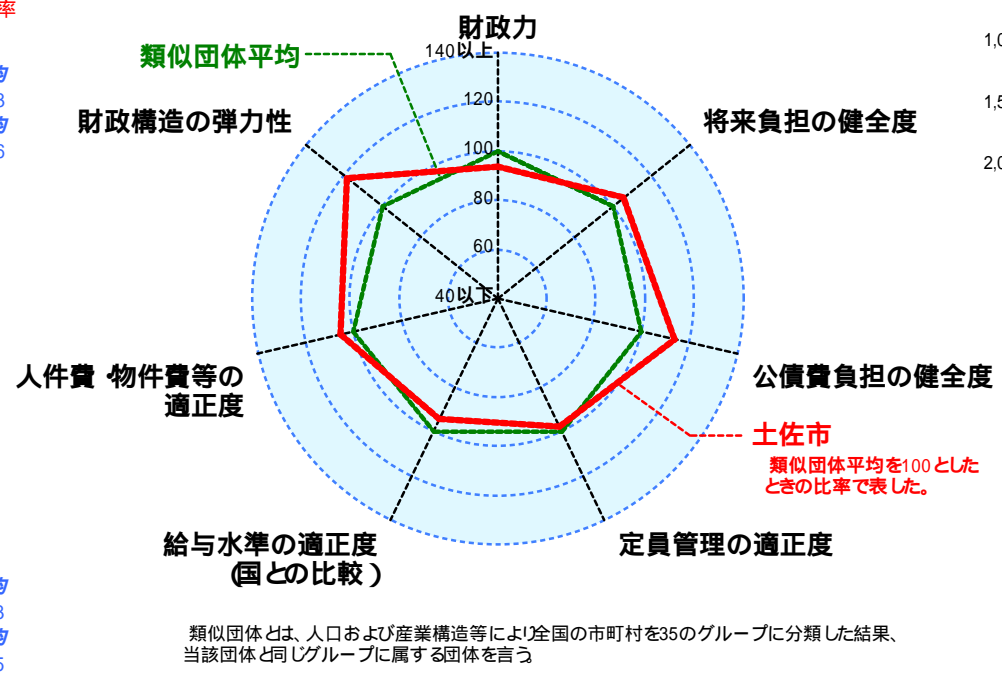 率
財政力
140以上
類似団体平均
120
財政構造の弾力性
将来負担の健全度
100
80
60
40以下
人件費・物件費等の
適正度
公債費負担の健全度
土佐市
類似団体平均を100とした
ときの比率で表した。
給与水準の適正度
(国との比較)
定員管理の適正度
類似団体とは、人口および産業構造等により全国の市町村を35のグループに分類した結果、
当該団体と同じグループに属する団体を言う。